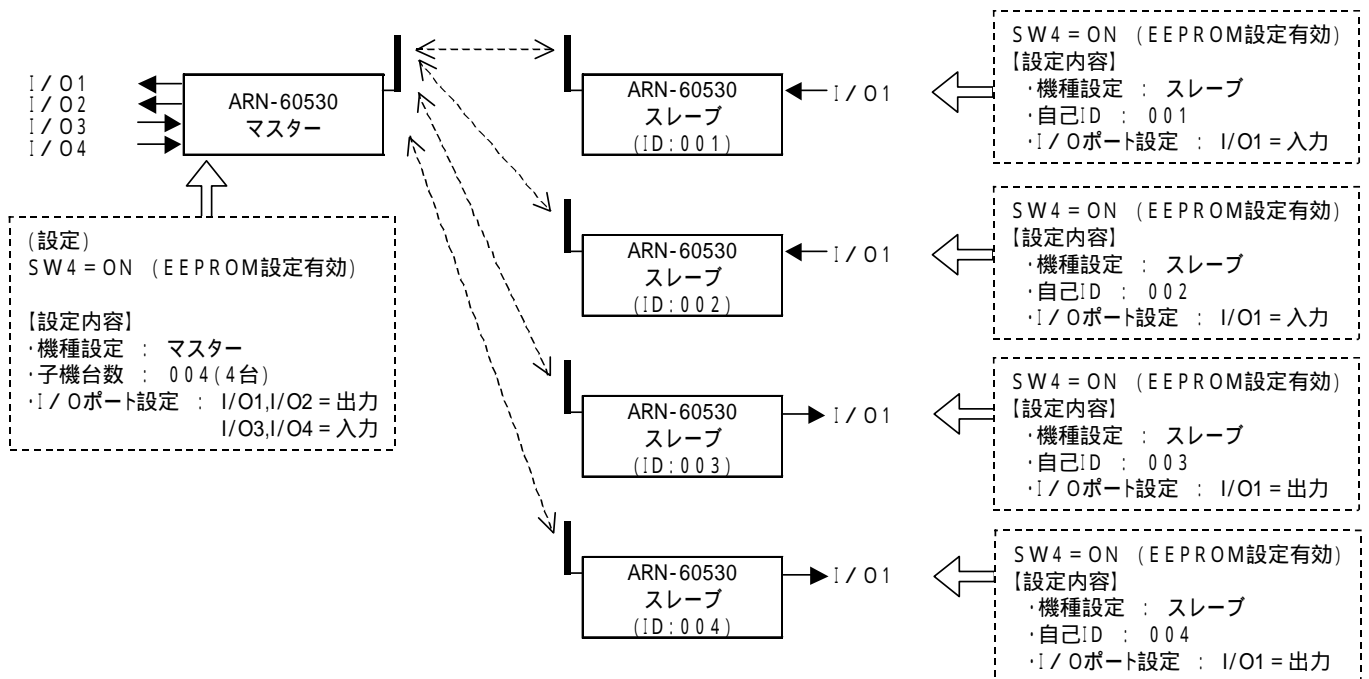 I/O1
I/O2
I/O3
I/O4
ARN-60530
マスター
(設定)
SW4=ON (EEPROM設定有効)
【設定内容】
・機種設定 : マスター
・子機台数 : 004(4台)
・I/Oポート設定 : I/O1,I/O2=出力
I/O3,I/O4=入力
ARN-60530
スレーブ
(ID:001)
I/O1
SW4=ON (EEPROM設定有効)
【設定内容】
・機種設定 : スレーブ
・自己ID : 001
・I/Oポート設定 : I/O1=入力
ARN-60530
スレーブ
(ID:002)
I/O1
SW4=ON (EEPROM設定有効)
【設定内容】
・機種設定 : スレーブ
・自己ID : 002
・I/Oポート設定 : I/O1=入力
ARN-60530
スレーブ
(ID:003)
I/O1
SW4=ON (EEPROM設定有効)
【設定内容】
・機種設定 : スレーブ
・自己ID : 003
・I/Oポート設定 : I/O1=出力
ARN-60530
スレーブ
(ID:004)
I/O1
SW4=ON (EEPROM設定有効)
【設定内容】
・機種設定 : スレーブ
・自己ID : 004
・I/Oポート設定 : I/O1=出力